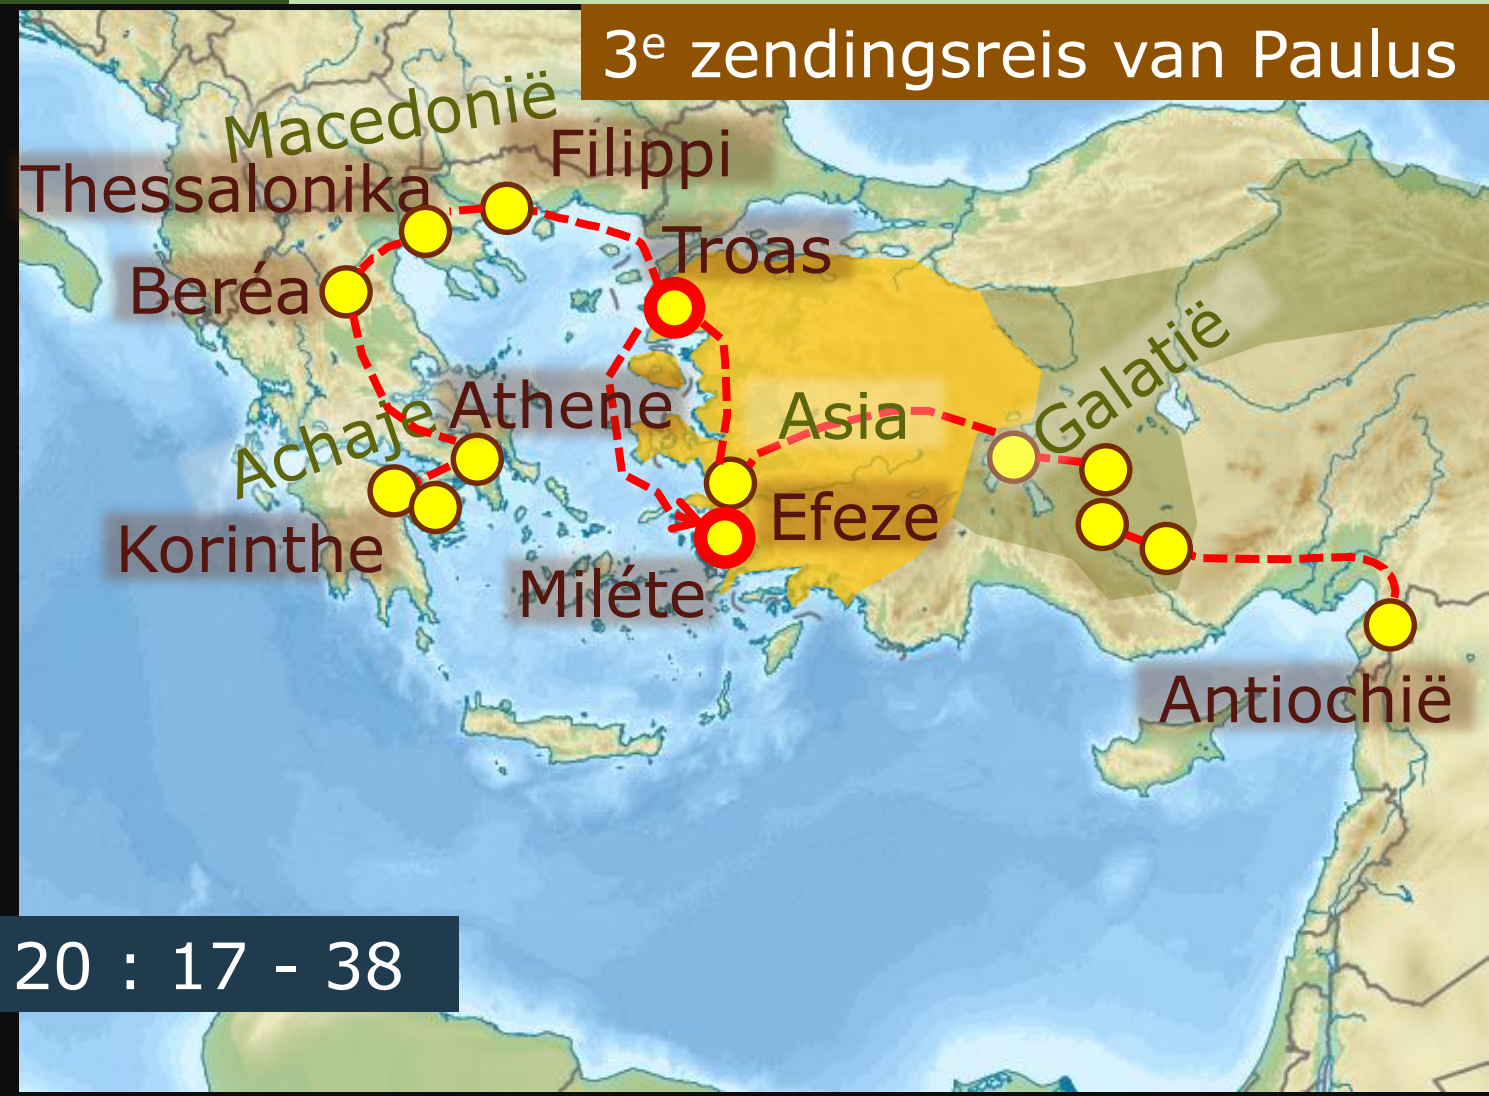 3e zendingsreis van Paulus
Macedonië
Filippi
Thessalonika
Troas
Beréa
Galatië
Athene
Asia
Achaje
Efeze
Korinthe
Miléte
Antiochië
20 : 17 - 38